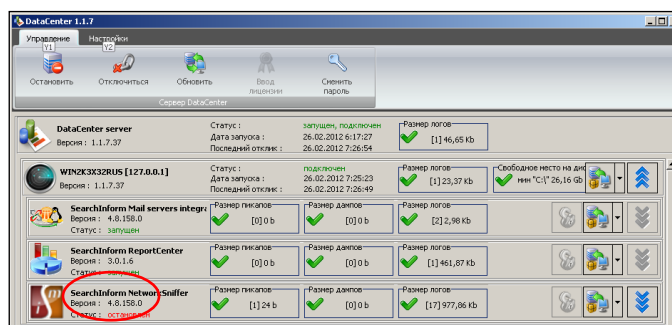 DataCenter 1.1.7
Управление Настройки
Y1 Y2
Остановить Отключиться Обновить Ввод лицензии Сменить пароль
Сервер DataCenter
DataCenter server
Версия : 1.1.7.37
Статус : запущен, подключен
Дата запуска : 26.02.2012 6:17:27
Последний отклик : 26.02.2012 7:26:54
Размер логов
[1] 46,65 Kb
WIN2K3X32RUS [127.0.0.1]
Версия : 1.1.7.37
Статус : подключен
Дата запуска : 26.02.2012 7:25:23
Последний отклик : 26.02.2012 7:26:49
Размер логов
[1] 23,37 Kb
Свободное место на дис
мин "C:\" 26,16 Gb
SearchInform Mail servers integra
Версия : 4.8.158.0
Статус : запущен
Размер пикапов
[0] 0 b
Размер дампов
[0] 0 b
Размер логов
[2] 2,98 Kb
SearchInform ReportCenter
Версия : 3.0.1.6
Статус : запущен
Размер пикапов
[0] 0 b
Размер дампов
[0] 0 b
Размер логов
[1] 461,87 Kb
SearchInform NetworkSniffer
Версия : 4.8.158.0
Статус : остановлен
Размер пикапов
[1] 24 b
Размер дампов
[0] 0 b
Размер логов
[17] 977,86 Kb